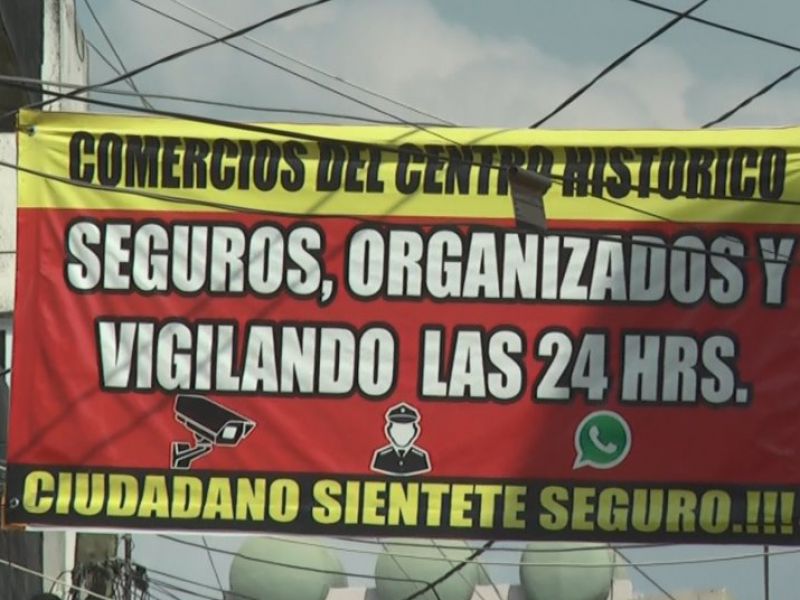 COMERCIOS DEL CENTRO HISTORICO
SEGUROS, ORGANIZADOS Y
VIGILANDO LAS 24 HRS.
CIUDADANO SIENTETE SEGURO.!!!